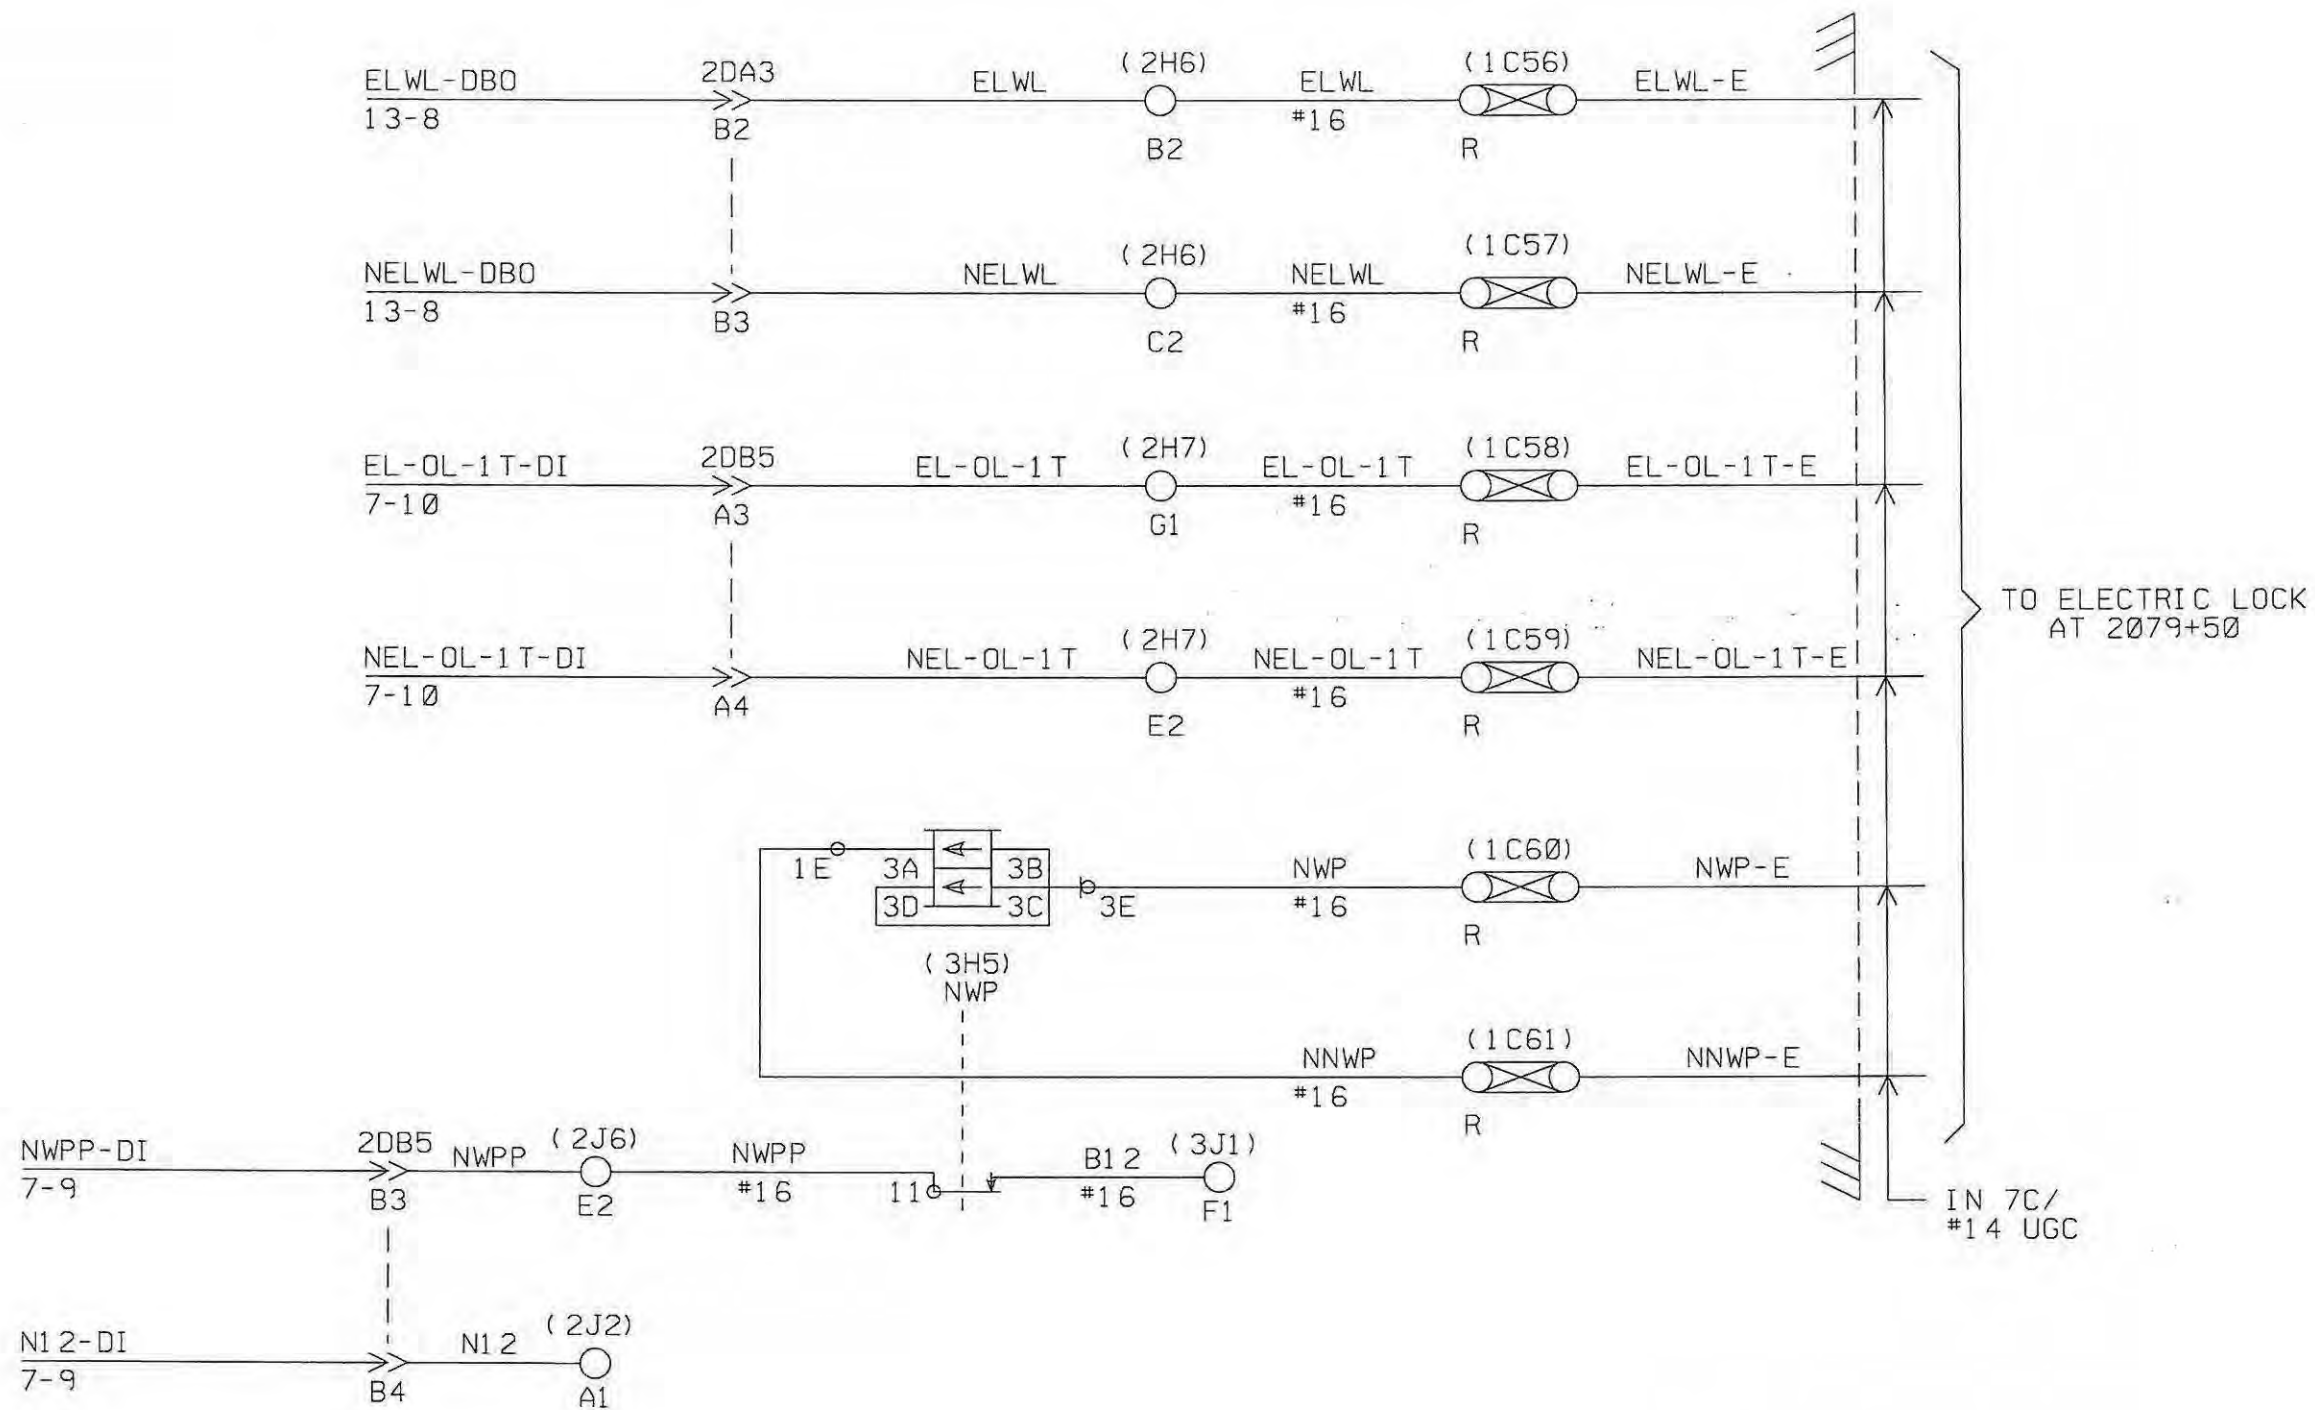 ELWL-DBO 2DA3 ELWL (2H6) ELWL (1C56) ELWL-E
13-8 B2 B2 #16 R
NELWL-DBO NELWL (2H6) NELWL (1C57) NELWL-E
13-8 B3 C2 #16 R
EL-OL-1T-DI 2DB5 EL-OL-1T (2H7) EL-OL-1T (1C58) EL-OL-1T-E
7-10 A3 G1 #16 R
TO ELECTRIC LOCK
AT 2079+50
NEL-OL-1T-DI NEL-OL-1T (2H7) NEL-OL-1T (1C59) NEL-OL-1T-E
7-10 A4 E2 #16 R
1E 3A 3B NWP (1C60) NWP-E
3D 3C 3E #16 R
(3H5)
NWP
NNWP (1C61) NNWP-E
#16 R
NWPP-DI 2DB5 NWPP (2J6) NWPP B12 (3J1)
7-9 B3 E2 #16 11 #16 F1
IN 7C/
#14 UGC
N12-DI N12 (2J2)
7-9 B4 A1